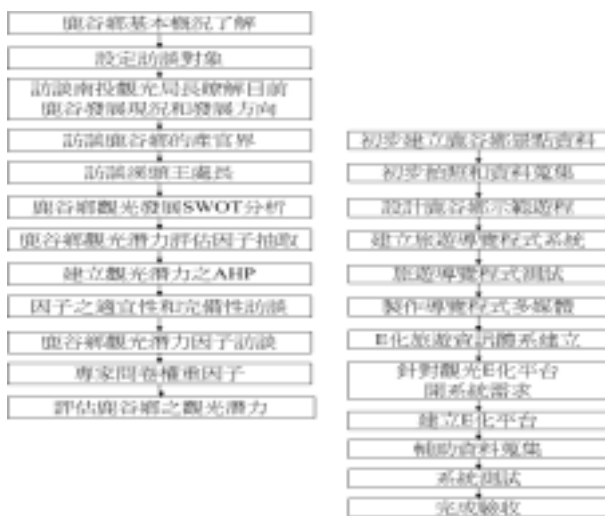 鹿谷鄉基本概況了解
設定訪談對象
訪談南投觀光局長瞭解目前
鹿谷發展現況和發展方向
訪談鹿谷鄉的產官界
訪談溪頭王處長
鹿谷鄉觀光發展SWOT分析
鹿谷鄉觀光潛力評估因子抽取
建立觀光潛力之AHP
因子之適宜性和完備性訪談
鹿谷鄉觀光潛力因子訪談
專家問卷權重因子
評估鹿谷鄉之觀光潛力
初步建立鹿谷鄉景點資料
初步拍照和資料蒐集
設計鹿谷鄉示範遊程
建立旅遊導覽程式系統
旅遊導覽程式測試
製作導覽程式多媒體
E化旅遊資訊體系建立
針對觀光E化平台
開系統需求
建立E化平台
輔助資料蒐集
系統測試
完成驗收